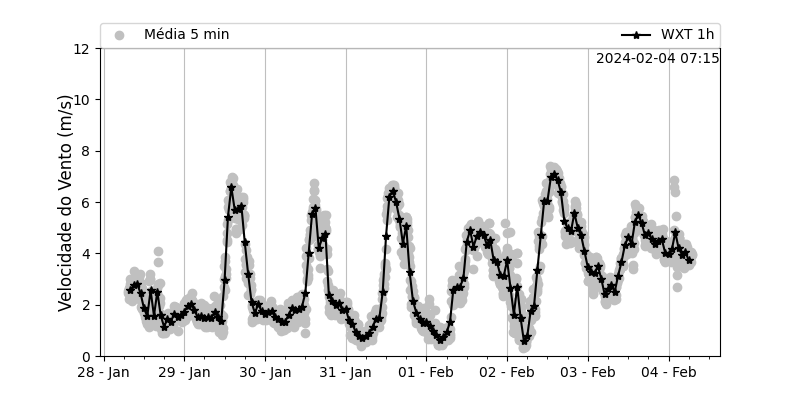 Média 5 min
WXT 1h
2024-02-04 07:15
Velocidade do Vento (m/s)
12
10
8
6
4
2
0
28 - Jan
29 - Jan
30 - Jan
31 - Jan
01 - Feb
02 - Feb
03 - Feb
04 - Feb